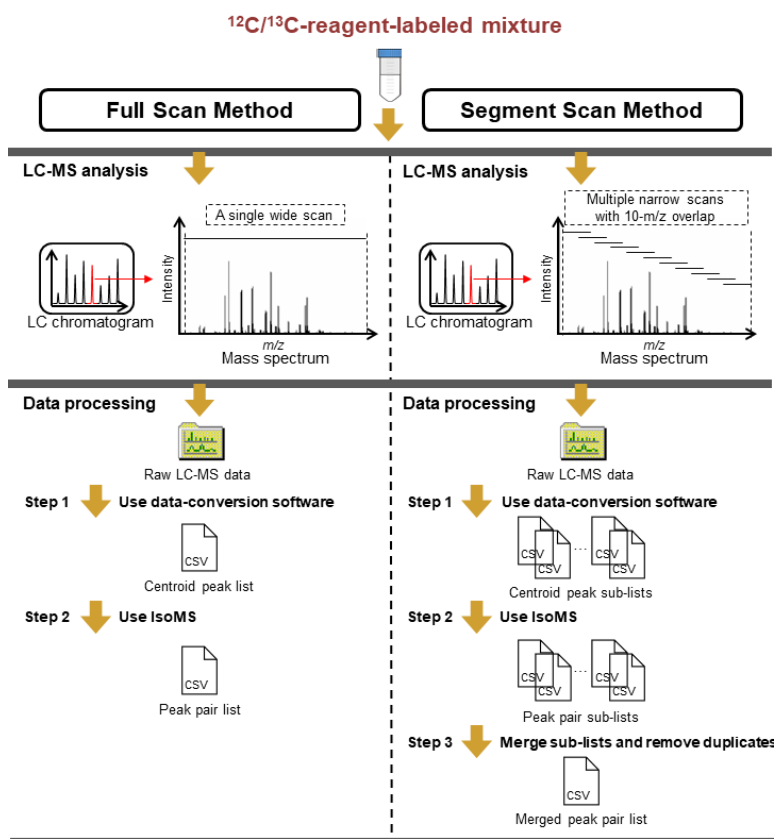 ¹²C/¹³C-reagent-labeled mixture
Full Scan Method
Segment Scan Method
LC-MS analysis
A single wide scan
Intensity
LC chromatogram
m/z
Mass spectrum
LC-MS analysis
Multiple narrow scans
with 10-m/z overlap
Intensity
LC chromatogram
m/z
Mass spectrum
Data processing
Raw LC-MS data
Step 1 Use data-conversion software
CSV
Centroid peak list
Step 2 Use IsoMS
CSV
Peak pair list
Data processing
Raw LC-MS data
Step 1 Use data-conversion software
CSV CSV ... CSV CSV
Centroid peak sub-lists
Step 2 Use IsoMS
CSV CSV ... CSV CSV
Peak pair sub-lists
Step 3 Merge sub-lists and remove duplicates
CSV
Merged peak pair list